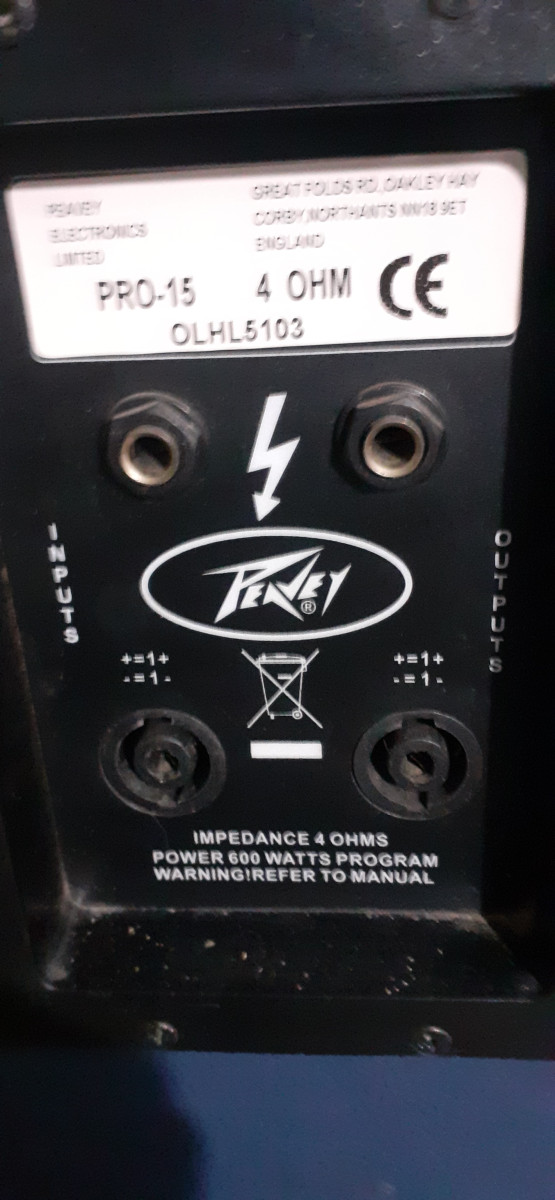 PEAVEY
ELECTRONICS
LIMITED
GREAT FOLDS RD, OAKLEY HAY
CORBY, NORTHANTS NN18 9ET
ENGLAND
PRO-15 4 OHM CE
OLHL5103
INPUTS
OUTPUTS
PEAVEY ®
+=1+
-=1-
+=1+
-=1-
IMPEDANCE 4 OHMS
POWER 600 WATTS PROGRAM
WARNING!REFER TO MANUAL